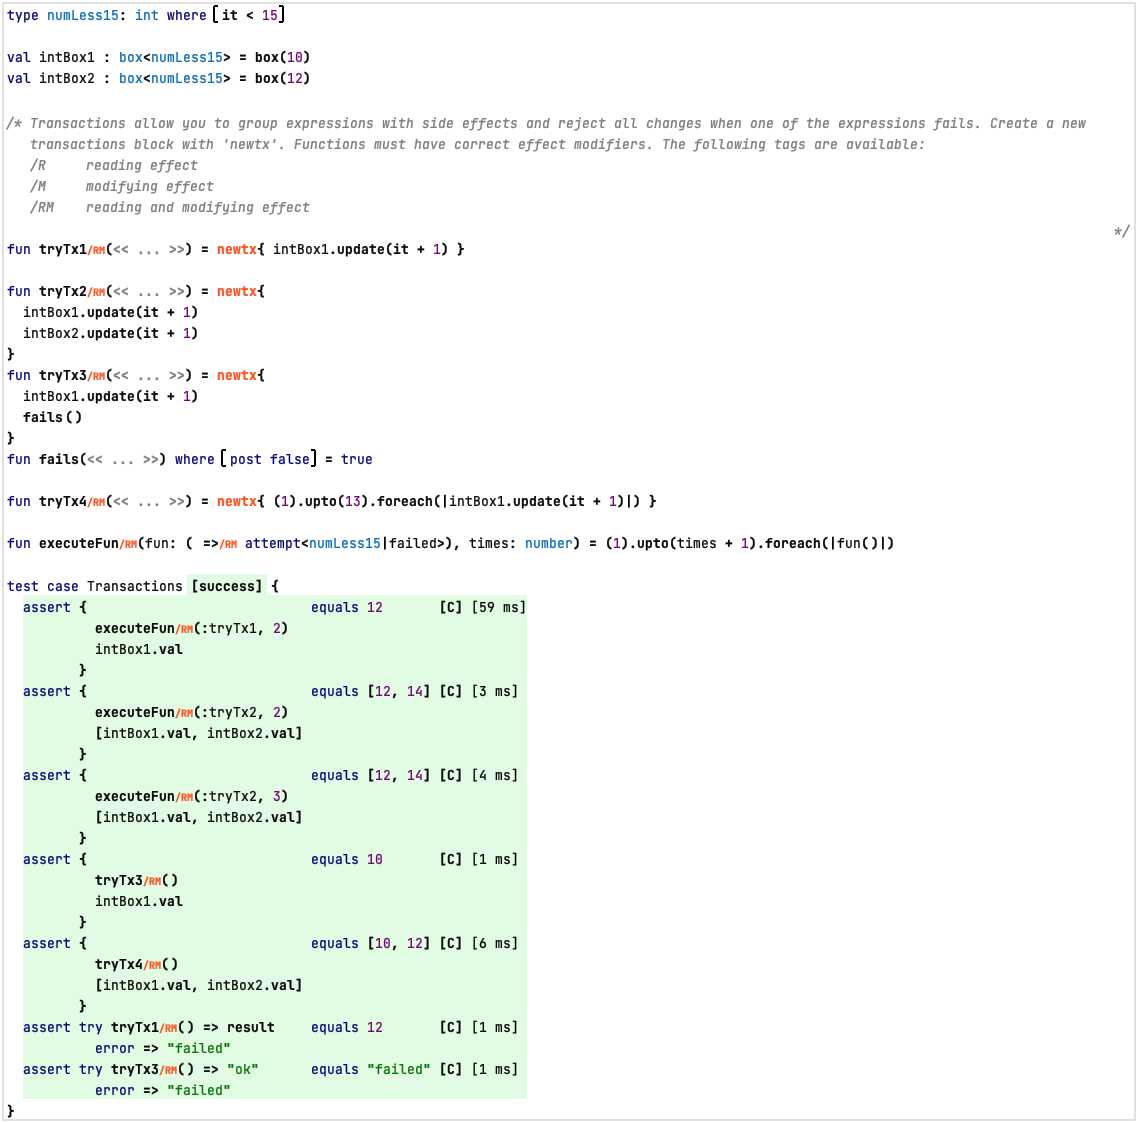 type numLess15: int where [it < 15]
val intBox1 : box<numLess15> = box(10)
val intBox2 : box<numLess15> = box(12)
/* Transactions allow you to group expressions with side effects and reject all changes when one of the expressions fails. Create a new
transactions block with 'newtx'. Functions must have correct effect modifiers. The following tags are available:
/R     reading effect
/M     modifying effect
/RM    reading and modifying effect
*/
fun tryTx1/RM(<< ... >>) = newtx{ intBox1.update(it + 1) }
fun tryTx2/RM(<< ... >>) = newtx{
  intBox1.update(it + 1)
  intBox2.update(it + 1)
}
fun tryTx3/RM(<< ... >>) = newtx{
  intBox1.update(it + 1)
  fails()
}
fun fails(<< ... >>) where [post false] = true
fun tryTx4/RM(<< ... >>) = newtx{ (1).upto(13).foreach(|intBox1.update(it + 1)|) }
fun executeFun/RM(fun: ( =>/RM attempt<numLess15|failed>), times: number) = (1).upto(times + 1).foreach(|fun()|)
test case Transactions [success] {
  assert {                            equals 12       [C] [59 ms]
           executeFun/RM(:tryTx1, 2)
           intBox1.val
         }
  assert {                            equals [12, 14] [C] [3 ms]
           executeFun/RM(:tryTx2, 2)
           [intBox1.val, intBox2.val]
         }
  assert {                            equals [12, 14] [C] [4 ms]
           executeFun/RM(:tryTx2, 3)
           [intBox1.val, intBox2.val]
         }
  assert {                            equals 10       [C] [1 ms]
           tryTx3/RM()
           intBox1.val
         }
  assert {                            equals [10, 12] [C] [6 ms]
           tryTx4/RM()
           [intBox1.val, intBox2.val]
         }
  assert try tryTx1/RM() => result    equals 12       [C] [1 ms]
           error => "failed"
  assert try tryTx3/RM() => "ok"      equals "failed" [C] [1 ms]
           error => "failed"
}